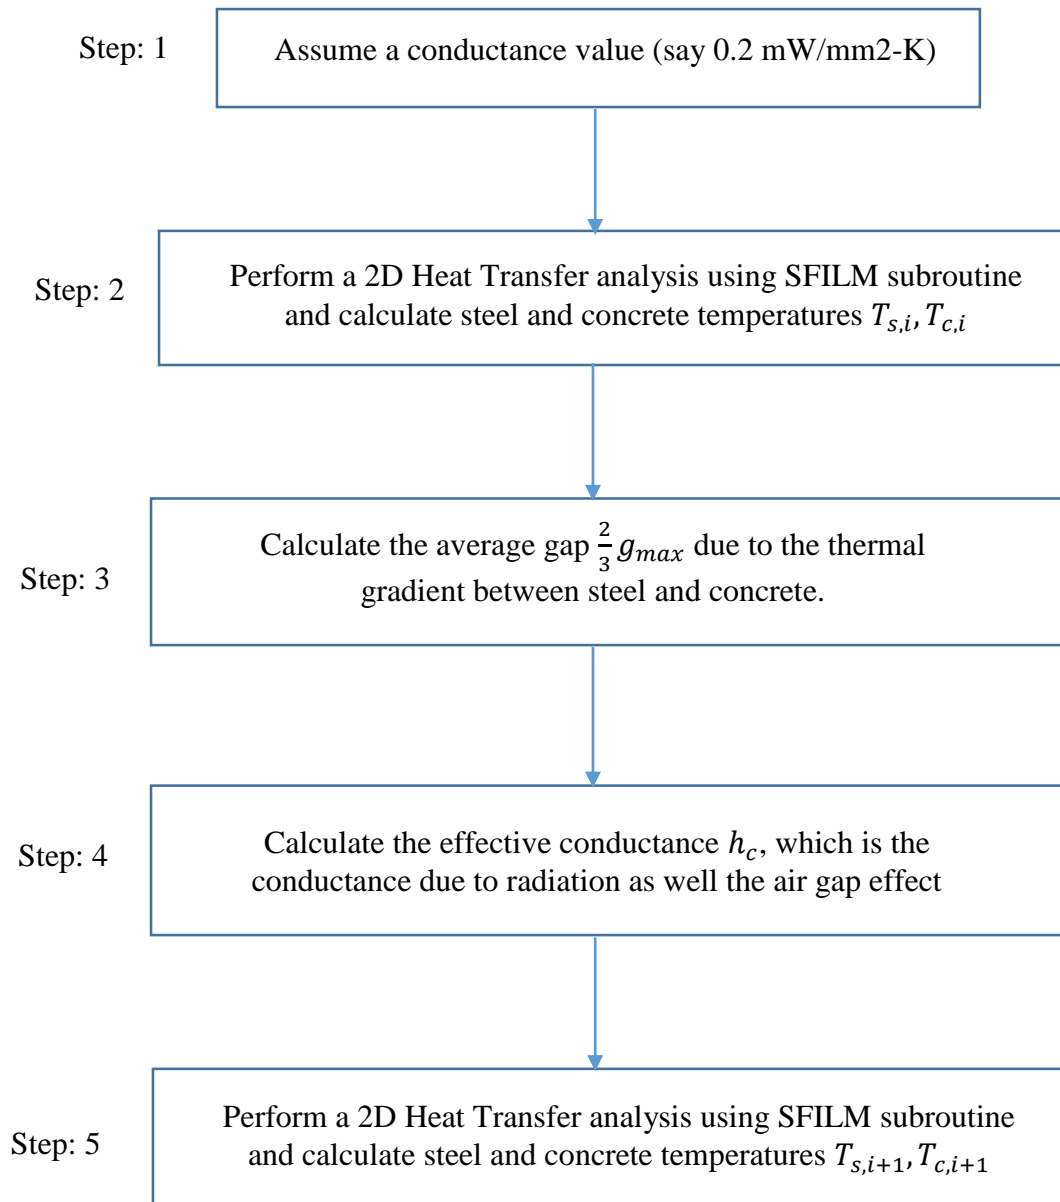 Step: 1
Assume a conductance value (say 0.2 mW/mm2-K)
Step: 2
Perform a 2D Heat Transfer analysis using SFILM subroutine
and calculate steel and concrete temperatures T_{s,i}, T_{c,i}
Step: 3
Calculate the average gap \frac{2}{3} g_{max} due to the thermal
gradient between steel and concrete.
Step: 4
Calculate the effective conductance h_c, which is the
conductance due to radiation as well the air gap effect
Step: 5
Perform a 2D Heat Transfer analysis using SFILM subroutine
and calculate steel and concrete temperatures T_{s,i+1}, T_{c,i+1}